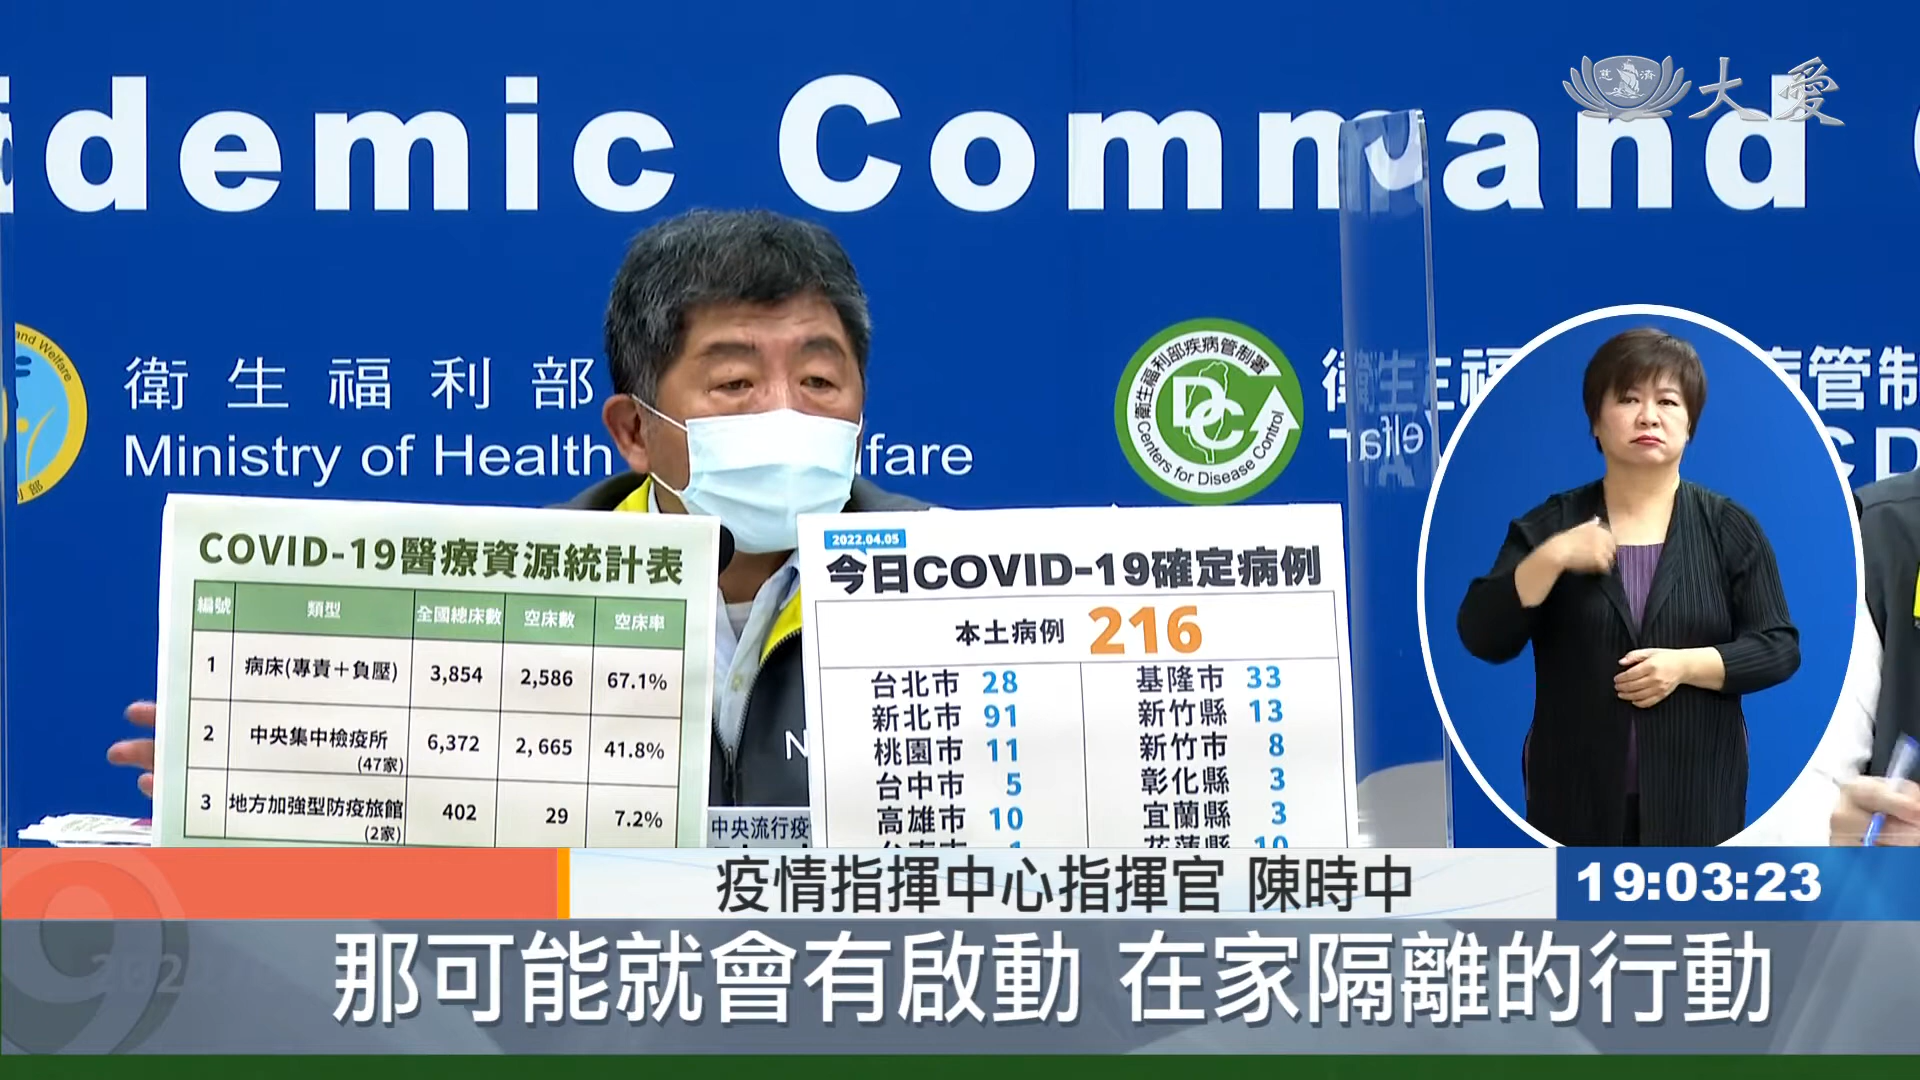 demic Command
慈濟
大愛
衛生福利部
Ministry of Health
lfare
and Welfare
衛生福利部疾病管制署
DC
Centers for Disease Control
管制
CD
COVID-19醫療資源統計表
編號 類型 全國總床數 空床數 空床率
1 病床(專責+負壓) 3,854 2,586 67.1%
2 中央集中檢疫所(47家) 6,372 2,665 41.8%
3 地方加強型防疫旅館(2家) 402 29 7.2%
中央流行疫
2022.04.05
今日COVID-19確定病例
本土病例 216
台北市 28 基隆市 33
新北市 91 新竹縣 13
桃園市 11 新竹市 8
台中市 5 彰化縣 3
高雄市 10 宜蘭縣 3
疫情指揮中心指揮官 陳時中
19:03:23
那可能就會有啟動 在家隔離的行動